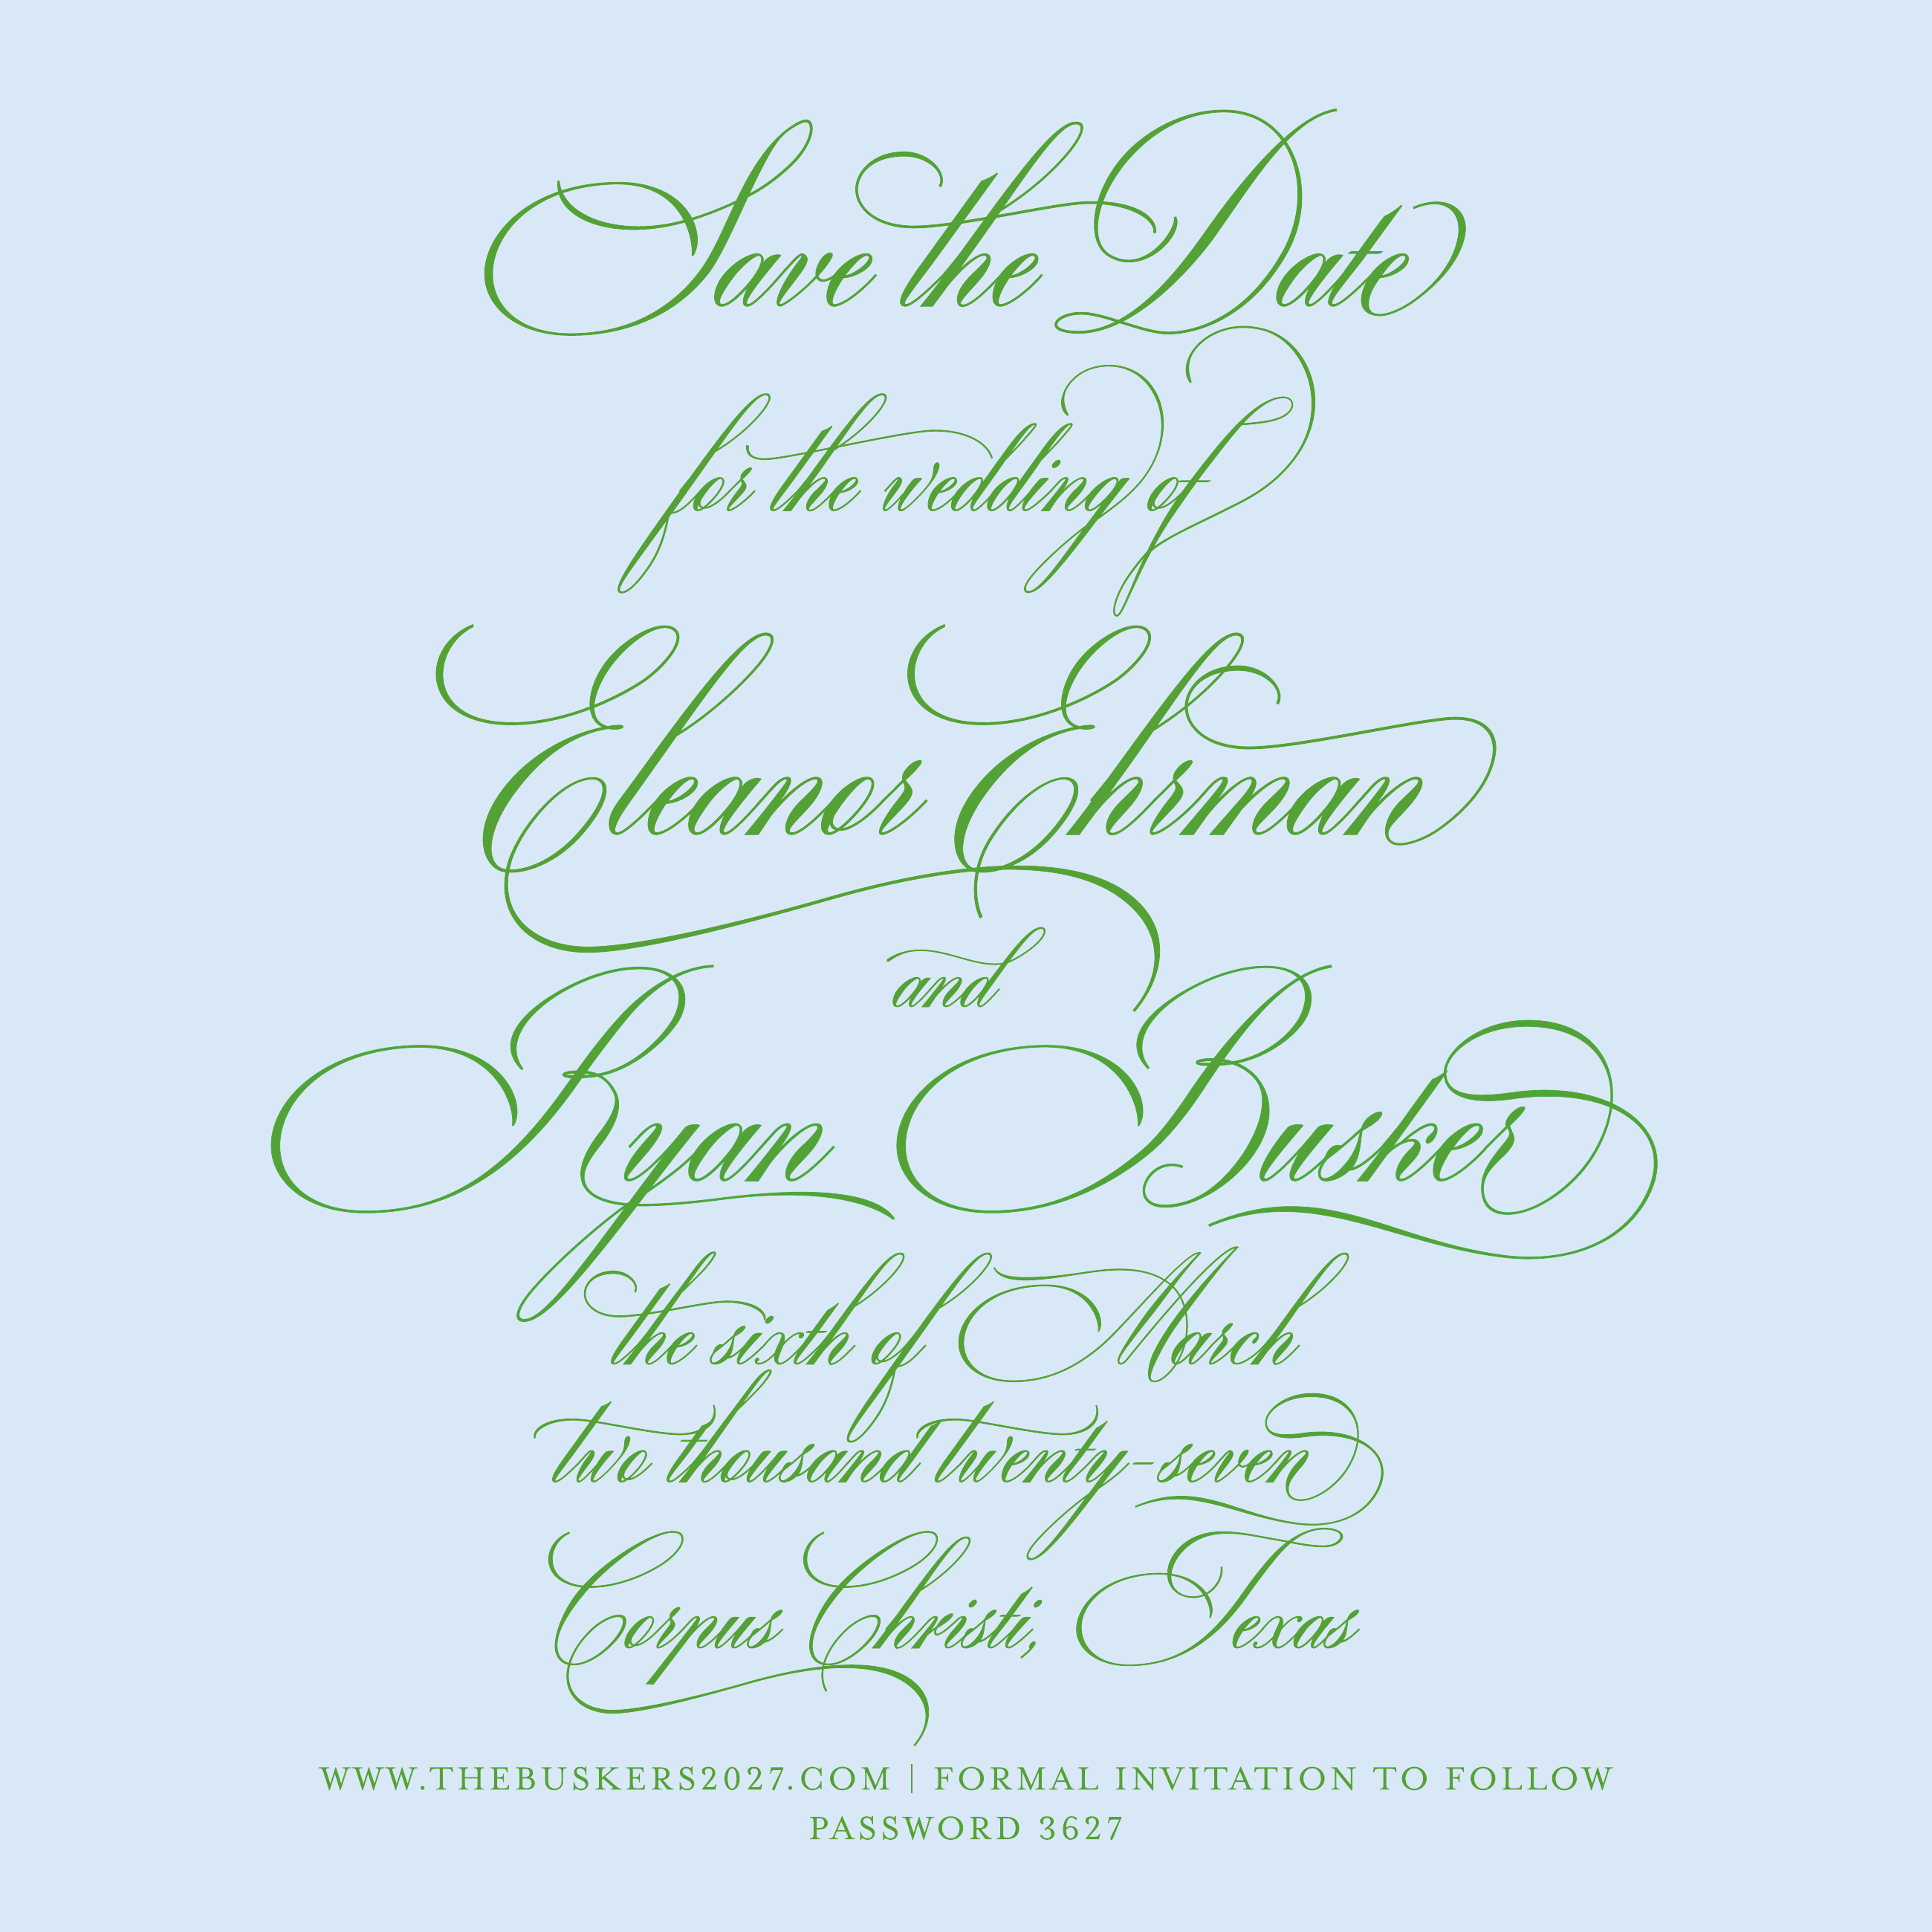 Save the Date
for the wedding of
Eleanor Ehrman
and
Ryan Busker
the sixth of March
two thousand twenty-seven
Corpus Christi, Texas
WWW.THEBUSKERS2027.COM | FORMAL INVITATION TO FOLLOW
PASSWORD 3627